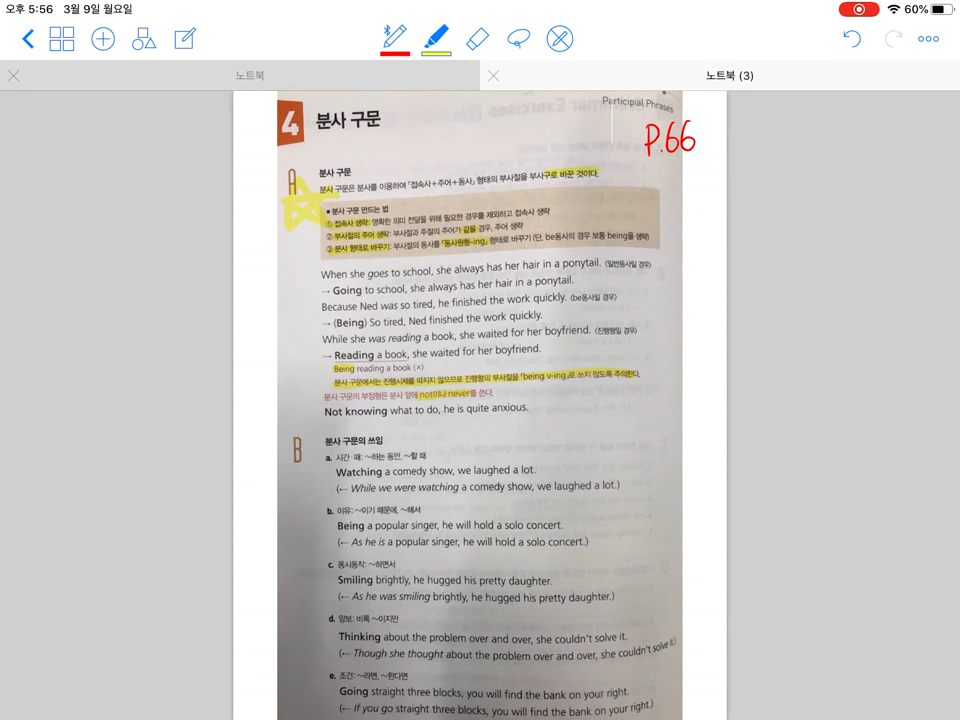 오후 5:56 3월 9일 월요일
60%
노트북
노트북 (3)
Participial Phrases
P.66
4 분사 구문
A 분사 구문
분사 구문은 분사를 이용하여 「접속사+주어+동사」 형태의 부사절을 부사구로 바꾼 것이다.
■ 분사 구문 만드는 법
① 접속사 생략: 명확한 의미 전달을 위해 필요한 경우를 제외하고 접속사 생략
② 부사절의 주어 생략: 부사절과 주절의 주어가 같을 경우, 주어 생략
③ 분사 형태로 바꾸기: 부사절의 동사를 「동사원형-ing」 형태로 바꾸기 (단, be동사의 경우 보통 being을 생략)
When she goes to school, she always has her hair in a ponytail. 〈일반동사일 경우〉
→ Going to school, she always has her hair in a ponytail.
Because Ned was so tired, he finished the work quickly. 〈be동사일 경우〉
→ (Being) So tired, Ned finished the work quickly.
While she was reading a book, she waited for her boyfriend. 〈진행형일 경우〉
→ Reading a book, she waited for her boyfriend.
Being reading a book (×)
분사 구문에서는 진행시제를 따지지 않으므로 진행형의 부사절을 「being v-ing」로 쓰지 않도록 주의한다.
분사 구문의 부정형은 분사 앞에 not이나 never를 쓴다.
Not knowing what to do, he is quite anxious.
B 분사 구문의 쓰임
a. 시간·때: ~하는 동안, ~할 때
Watching a comedy show, we laughed a lot.
(← While we were watching a comedy show, we laughed a lot.)
b. 이유: ~이기 때문에, ~해서
Being a popular singer, he will hold a solo concert.
(← As he is a popular singer, he will hold a solo concert.)
c. 동시동작: ~하면서
Smiling brightly, he hugged his pretty daughter.
(← As he was smiling brightly, he hugged his pretty daughter.)
d. 양보: 비록 ~이지만
Thinking about the problem over and over, she couldn't solve it.
(← Though she thought about the problem over and over, she couldn't solve it.)
e. 조건: ~라면, ~한다면
Going straight three blocks, you will find the bank on your right.
(← If you go straight three blocks, you will find the bank on your right.)